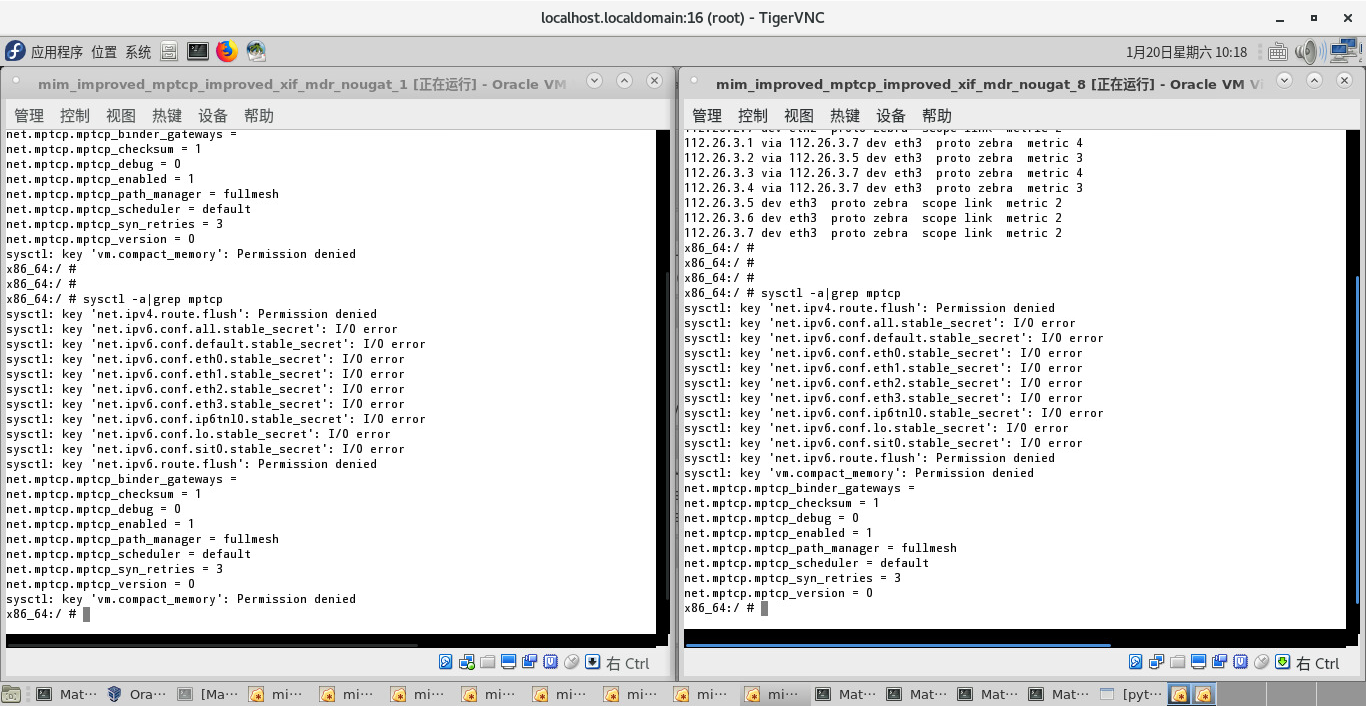 localhost.localdomain:16 (root) - TigerVNC
应用程序 位置 系统
1月20日星期六 10:18
mim_improved_mptcp_improved_xif_mdr_nougat_1 [正在运行] - Oracle VM
管理 控制 视图 热键 设备 帮助
net.mptcp.mptcp_binder_gateways =
net.mptcp.mptcp_checksum = 1
net.mptcp.mptcp_debug = 0
net.mptcp.mptcp_enabled = 1
net.mptcp.mptcp_path_manager = fullmesh
net.mptcp.mptcp_scheduler = default
net.mptcp.mptcp_syn_retries = 3
net.mptcp.mptcp_version = 0
sysctl: key 'vm.compact_memory': Permission denied
x86_64:/ #
x86_64:/ #
x86_64:/ # sysctl -a|grep mptcp
sysctl: key 'net.ipv4.route.flush': Permission denied
sysctl: key 'net.ipv6.conf.all.stable_secret': I/O error
sysctl: key 'net.ipv6.conf.default.stable_secret': I/O error
sysctl: key 'net.ipv6.conf.eth0.stable_secret': I/O error
sysctl: key 'net.ipv6.conf.eth1.stable_secret': I/O error
sysctl: key 'net.ipv6.conf.eth2.stable_secret': I/O error
sysctl: key 'net.ipv6.conf.eth3.stable_secret': I/O error
sysctl: key 'net.ipv6.conf.ip6tnl0.stable_secret': I/O error
sysctl: key 'net.ipv6.conf.lo.stable_secret': I/O error
sysctl: key 'net.ipv6.conf.sit0.stable_secret': I/O error
sysctl: key 'net.ipv6.route.flush': Permission denied
net.mptcp.mptcp_binder_gateways =
net.mptcp.mptcp_checksum = 1
net.mptcp.mptcp_debug = 0
net.mptcp.mptcp_enabled = 1
net.mptcp.mptcp_path_manager = fullmesh
net.mptcp.mptcp_scheduler = default
net.mptcp.mptcp_syn_retries = 3
net.mptcp.mptcp_version = 0
sysctl: key 'vm.compact_memory': Permission denied
x86_64:/ #
右 Ctrl
mim_improved_mptcp_improved_xif_mdr_nougat_8 [正在运行] - Oracle VM Vi
管理 控制 视图 热键 设备 帮助
112.26.3.1 via 112.26.3.7 dev eth3  proto zebra  metric 4
112.26.3.2 via 112.26.3.5 dev eth3  proto zebra  metric 3
112.26.3.3 via 112.26.3.7 dev eth3  proto zebra  metric 4
112.26.3.4 via 112.26.3.7 dev eth3  proto zebra  metric 3
112.26.3.5 dev eth3  proto zebra  scope link  metric 2
112.26.3.6 dev eth3  proto zebra  scope link  metric 2
112.26.3.7 dev eth3  proto zebra  scope link  metric 2
x86_64:/ #
x86_64:/ #
x86_64:/ #
x86_64:/ # sysctl -a|grep mptcp
sysctl: key 'net.ipv4.route.flush': Permission denied
sysctl: key 'net.ipv6.conf.all.stable_secret': I/O error
sysctl: key 'net.ipv6.conf.default.stable_secret': I/O error
sysctl: key 'net.ipv6.conf.eth0.stable_secret': I/O error
sysctl: key 'net.ipv6.conf.eth1.stable_secret': I/O error
sysctl: key 'net.ipv6.conf.eth2.stable_secret': I/O error
sysctl: key 'net.ipv6.conf.eth3.stable_secret': I/O error
sysctl: key 'net.ipv6.conf.ip6tnl0.stable_secret': I/O error
sysctl: key 'net.ipv6.conf.lo.stable_secret': I/O error
sysctl: key 'net.ipv6.conf.sit0.stable_secret': I/O error
sysctl: key 'net.ipv6.route.flush': Permission denied
sysctl: key 'vm.compact_memory': Permission denied
net.mptcp.mptcp_binder_gateways =
net.mptcp.mptcp_checksum = 1
net.mptcp.mptcp_debug = 0
net.mptcp.mptcp_enabled = 1
net.mptcp.mptcp_path_manager = fullmesh
net.mptcp.mptcp_scheduler = default
net.mptcp.mptcp_syn_retries = 3
net.mptcp.mptcp_version = 0
x86_64:/ #
右 Ctrl
Mat··· Ora··· [Ma··· mi··· mi··· mi··· mi··· mi··· mi··· mi··· mi··· Mat··· Mat··· Mat··· Mat··· [pyt···